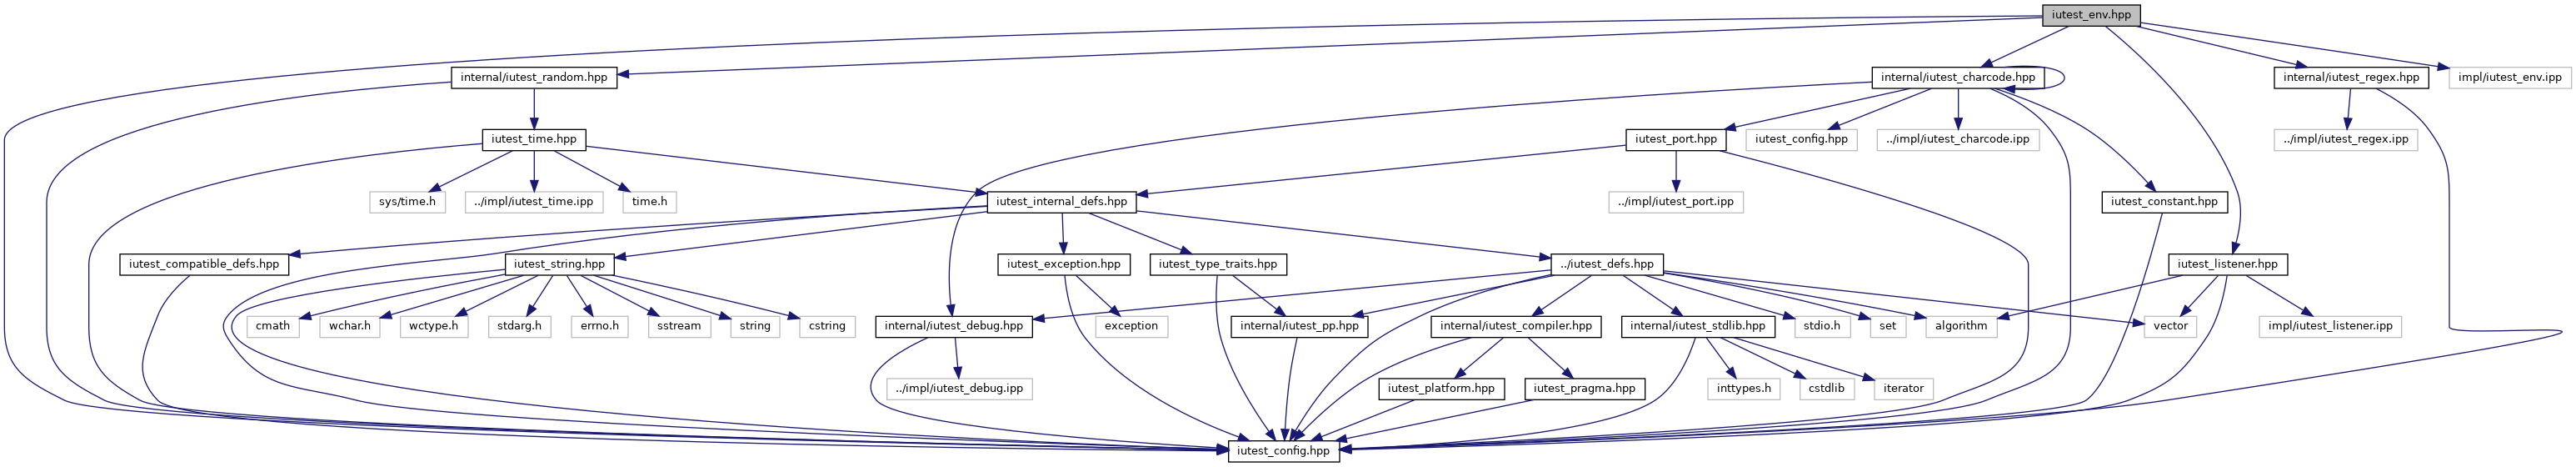 iutest_env.hpp
internal/iutest_random.hpp
internal/iutest_charcode.hpp
internal/iutest_regex.hpp
impl/iutest_env.ipp
iutest_time.hpp
iutest_port.hpp
iutest_config.hpp
../impl/iutest_charcode.ipp
../impl/iutest_regex.ipp
sys/time.h
../impl/iutest_time.ipp
time.h
iutest_internal_defs.hpp
../impl/iutest_port.ipp
iutest_constant.hpp
iutest_compatible_defs.hpp
iutest_string.hpp
iutest_exception.hpp
iutest_type_traits.hpp
../iutest_defs.hpp
iutest_listener.hpp
cmath
wchar.h
wctype.h
stdarg.h
errno.h
sstream
string
cstring
internal/iutest_debug.hpp
exception
internal/iutest_pp.hpp
internal/iutest_compiler.hpp
internal/iutest_stdlib.hpp
stdio.h
set
algorithm
vector
impl/iutest_listener.ipp
../impl/iutest_debug.ipp
iutest_platform.hpp
iutest_pragma.hpp
inttypes.h
cstdlib
iterator
iutest_config.hpp